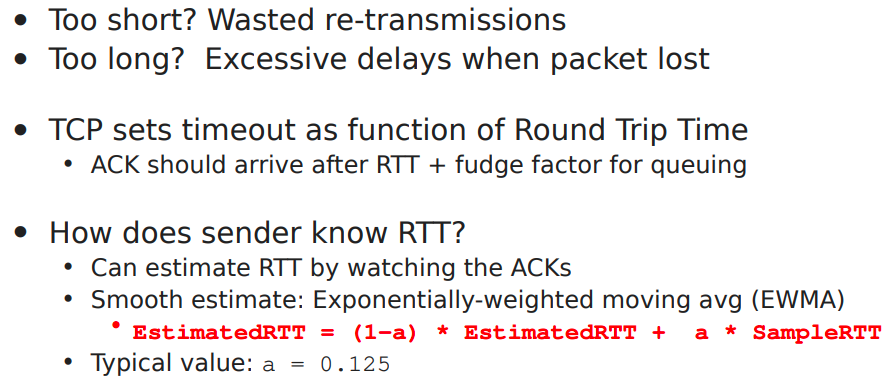 • Too short? Wasted re-transmissions
• Too long?  Excessive delays when packet lost
• TCP sets timeout as function of Round Trip Time
• ACK should arrive after RTT + fudge factor for queuing
• How does sender know RTT?
• Can estimate RTT by watching the ACKs
• Smooth estimate: Exponentially-weighted moving avg (EWMA)
• EstimatedRTT = (1-a) * EstimatedRTT +  a * SampleRTT
• Typical value: a = 0.125